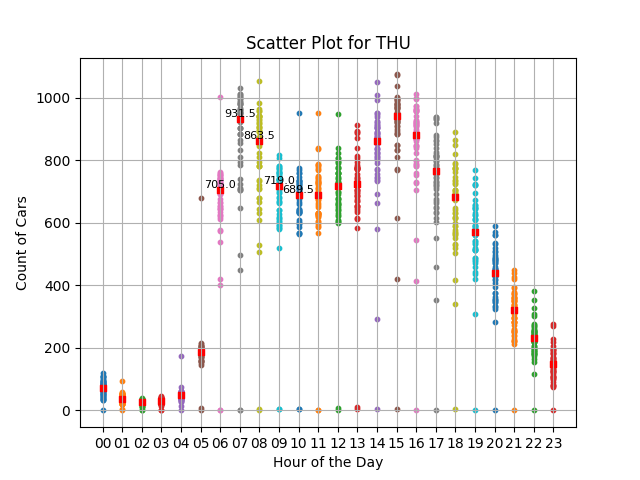 Scatter Plot for THU
Count of Cars
1000
800
600
400
200
0
931.5
863.5
705.0
719.0
689.5
00 01 02 03 04 05 06 07 08 09 10 11 12 13 14 15 16 17 18 19 20 21 22 23
Hour of the Day